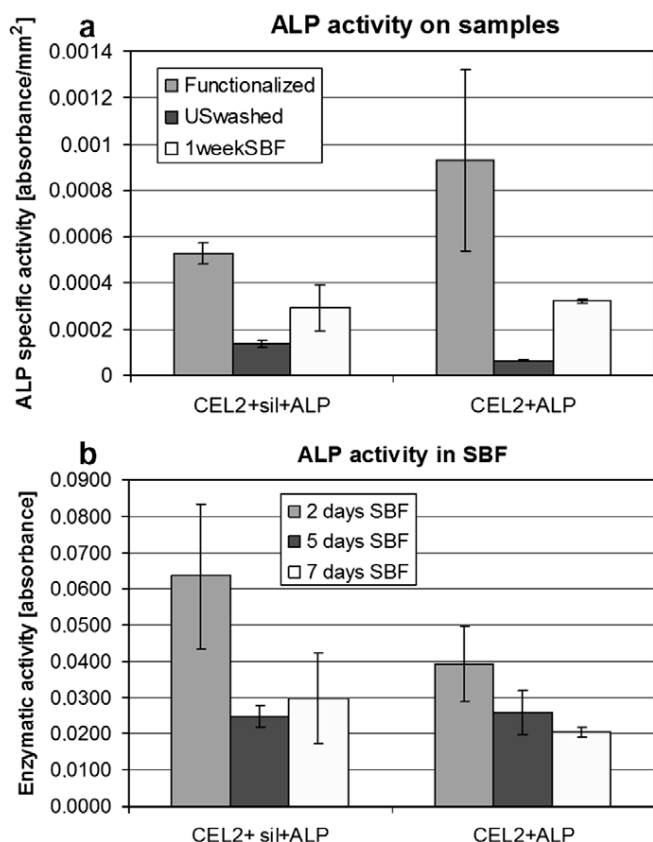 a
ALP activity on samples
ALP specific activity [absorbance/mm²]
0.0014
0.0012
0.001
0.0008
0.0006
0.0004
0.0002
0
Functionalized
USwashed
1weekSBF
CEL2+sil+ALP
CEL2+ALP
b
ALP activity in SBF
Enzymatic activity [absorbance]
0.0900
0.0800
0.0700
0.0600
0.0500
0.0400
0.0300
0.0200
0.0100
0.0000
2 days SBF
5 days SBF
7 days SBF
CEL2+ sil+ALP
CEL2+ALP